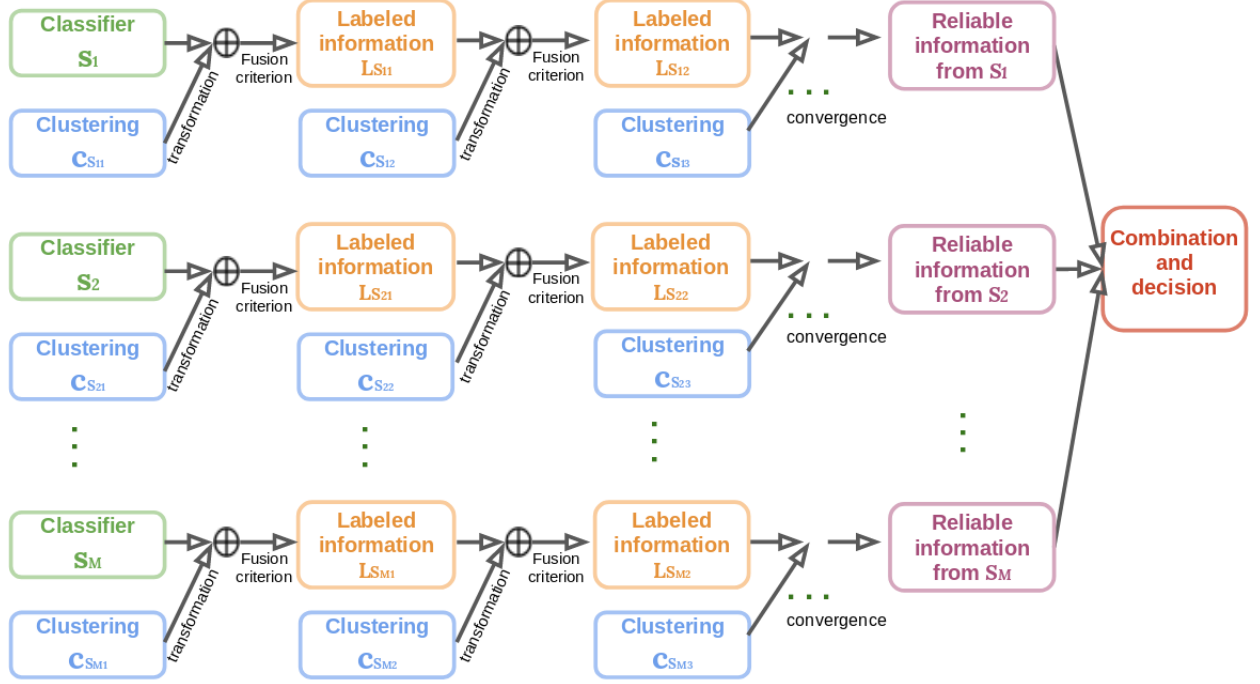 Classifier
S1
transformation
Fusion
criterion
Labeled
information
LS11
transformation
Fusion
criterion
Labeled
information
LS12
. . .
convergence
Reliable
information
from S1
Clustering
CS11
Clustering
CS12
Clustering
Cs13
Classifier
S2
transformation
Fusion
criterion
Labeled
information
LS21
transformation
Fusion
criterion
Labeled
information
LS22
. . .
convergence
Reliable
information
from S2
Combination
and
decision
Clustering
CS21
Clustering
CS22
Clustering
CS23
Classifier
SM
transformation
Fusion
criterion
Labeled
information
LSM1
transformation
Fusion
criterion
Labeled
information
LSM2
. . .
convergence
Reliable
information
from SM
Clustering
CSM1
Clustering
CSM2
Clustering
CSM3